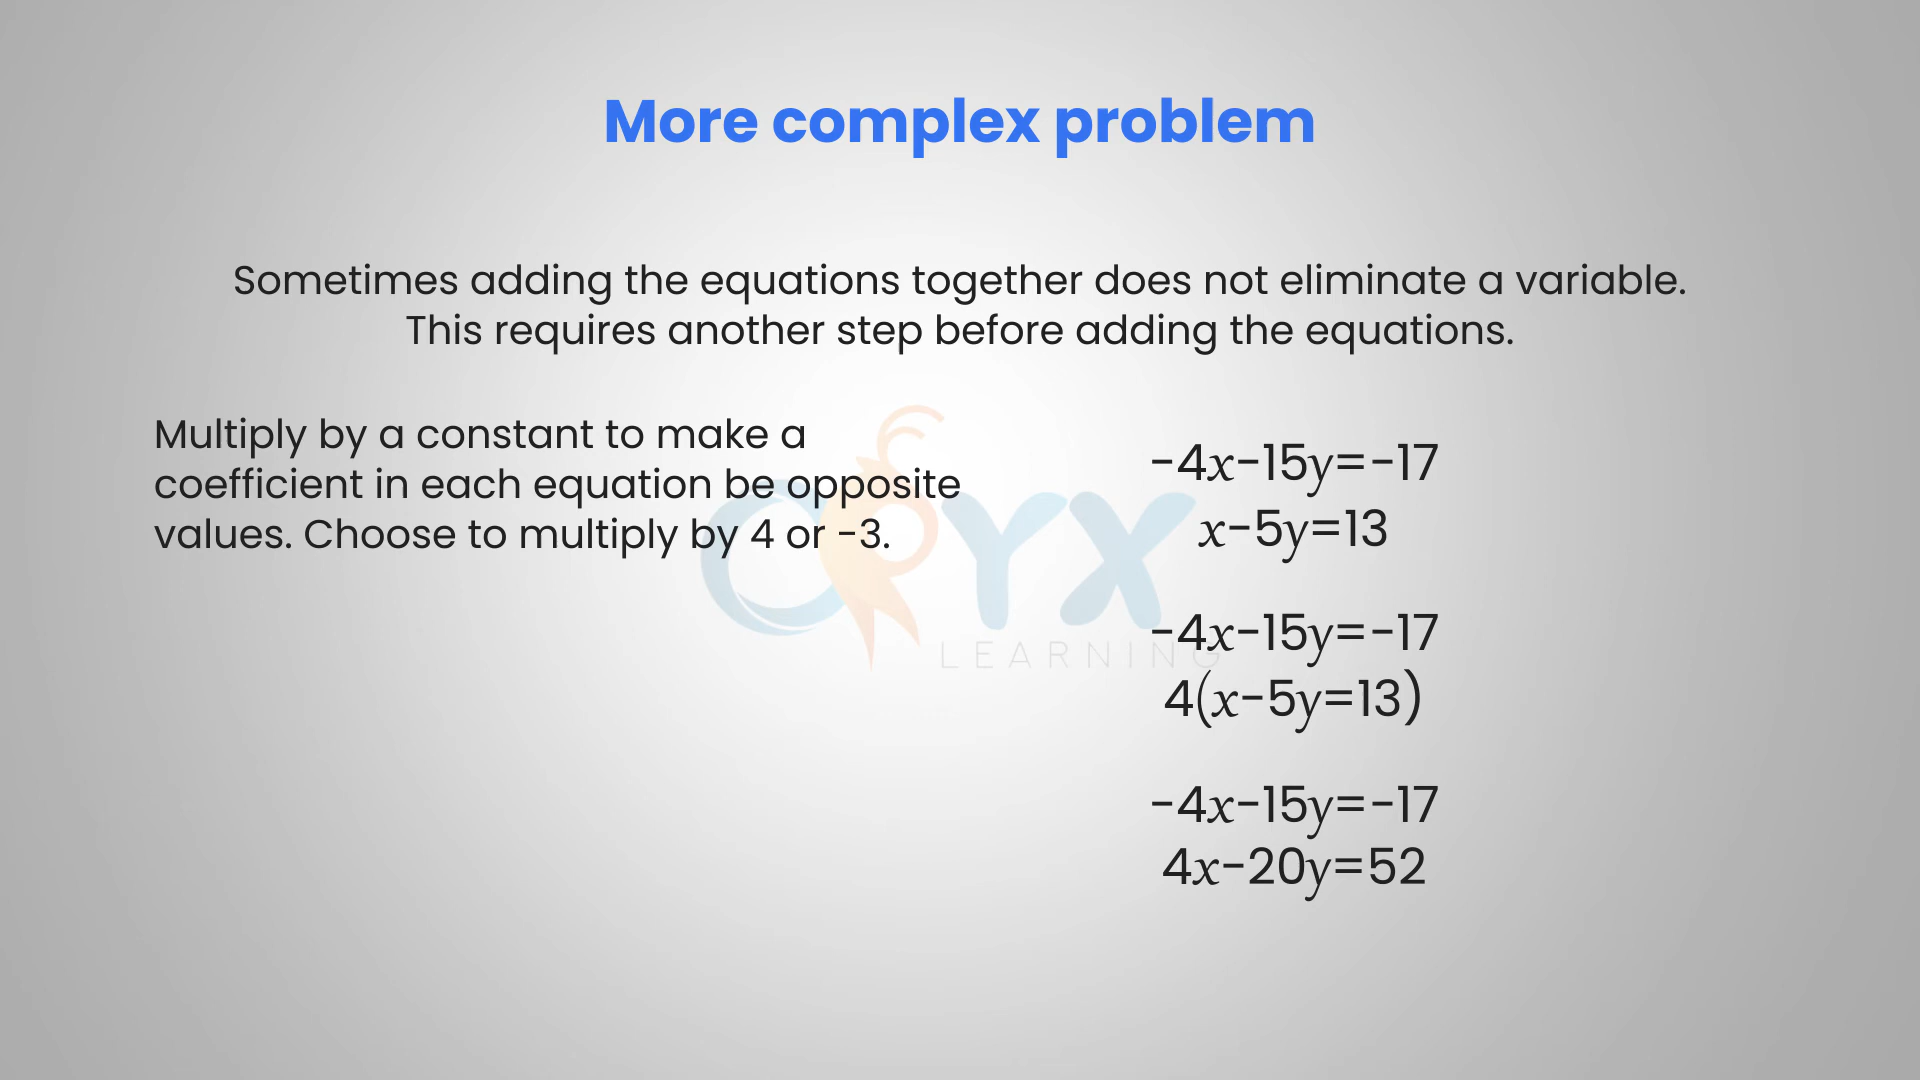 More complex problem
Sometimes adding the equations together does not eliminate a variable.
This requires another step before adding the equations.
Multiply by a constant to make a
coefficient in each equation be opposite
values. Choose to multiply by 4 or -3.
-4x-15y=-17
x-5y=13
-4x-15y=-17
4(x-5y=13)
-4x-15y=-17
4x-20y=52
ORYX
LEARNING